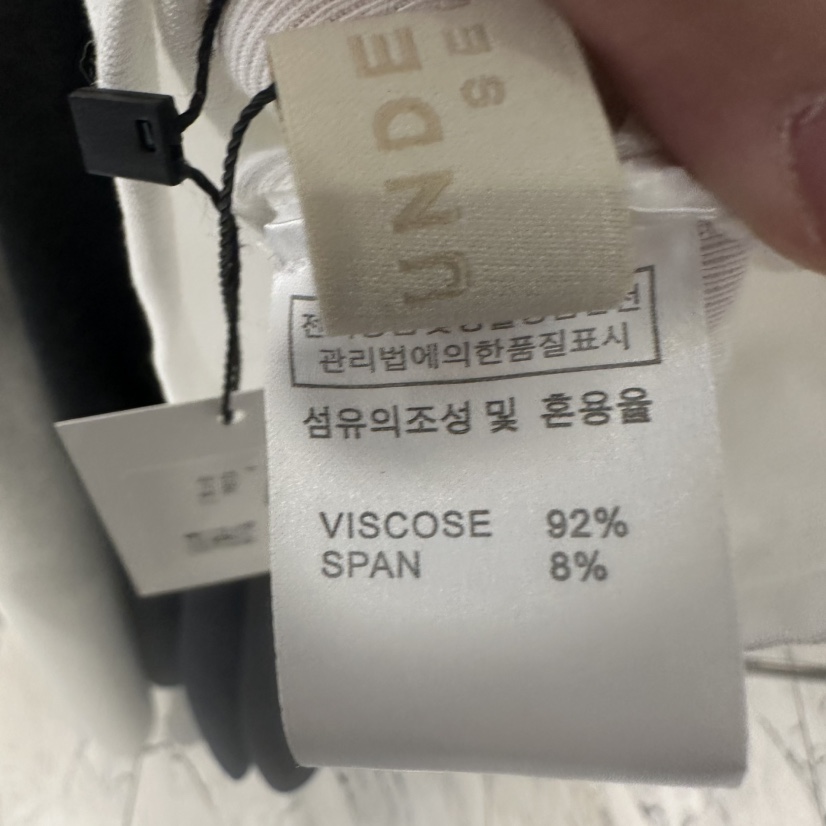 UNDE
ES
관리법에의한품질표시
섬유의조성 및 혼용율
VISCOSE 92%
SPAN 8%